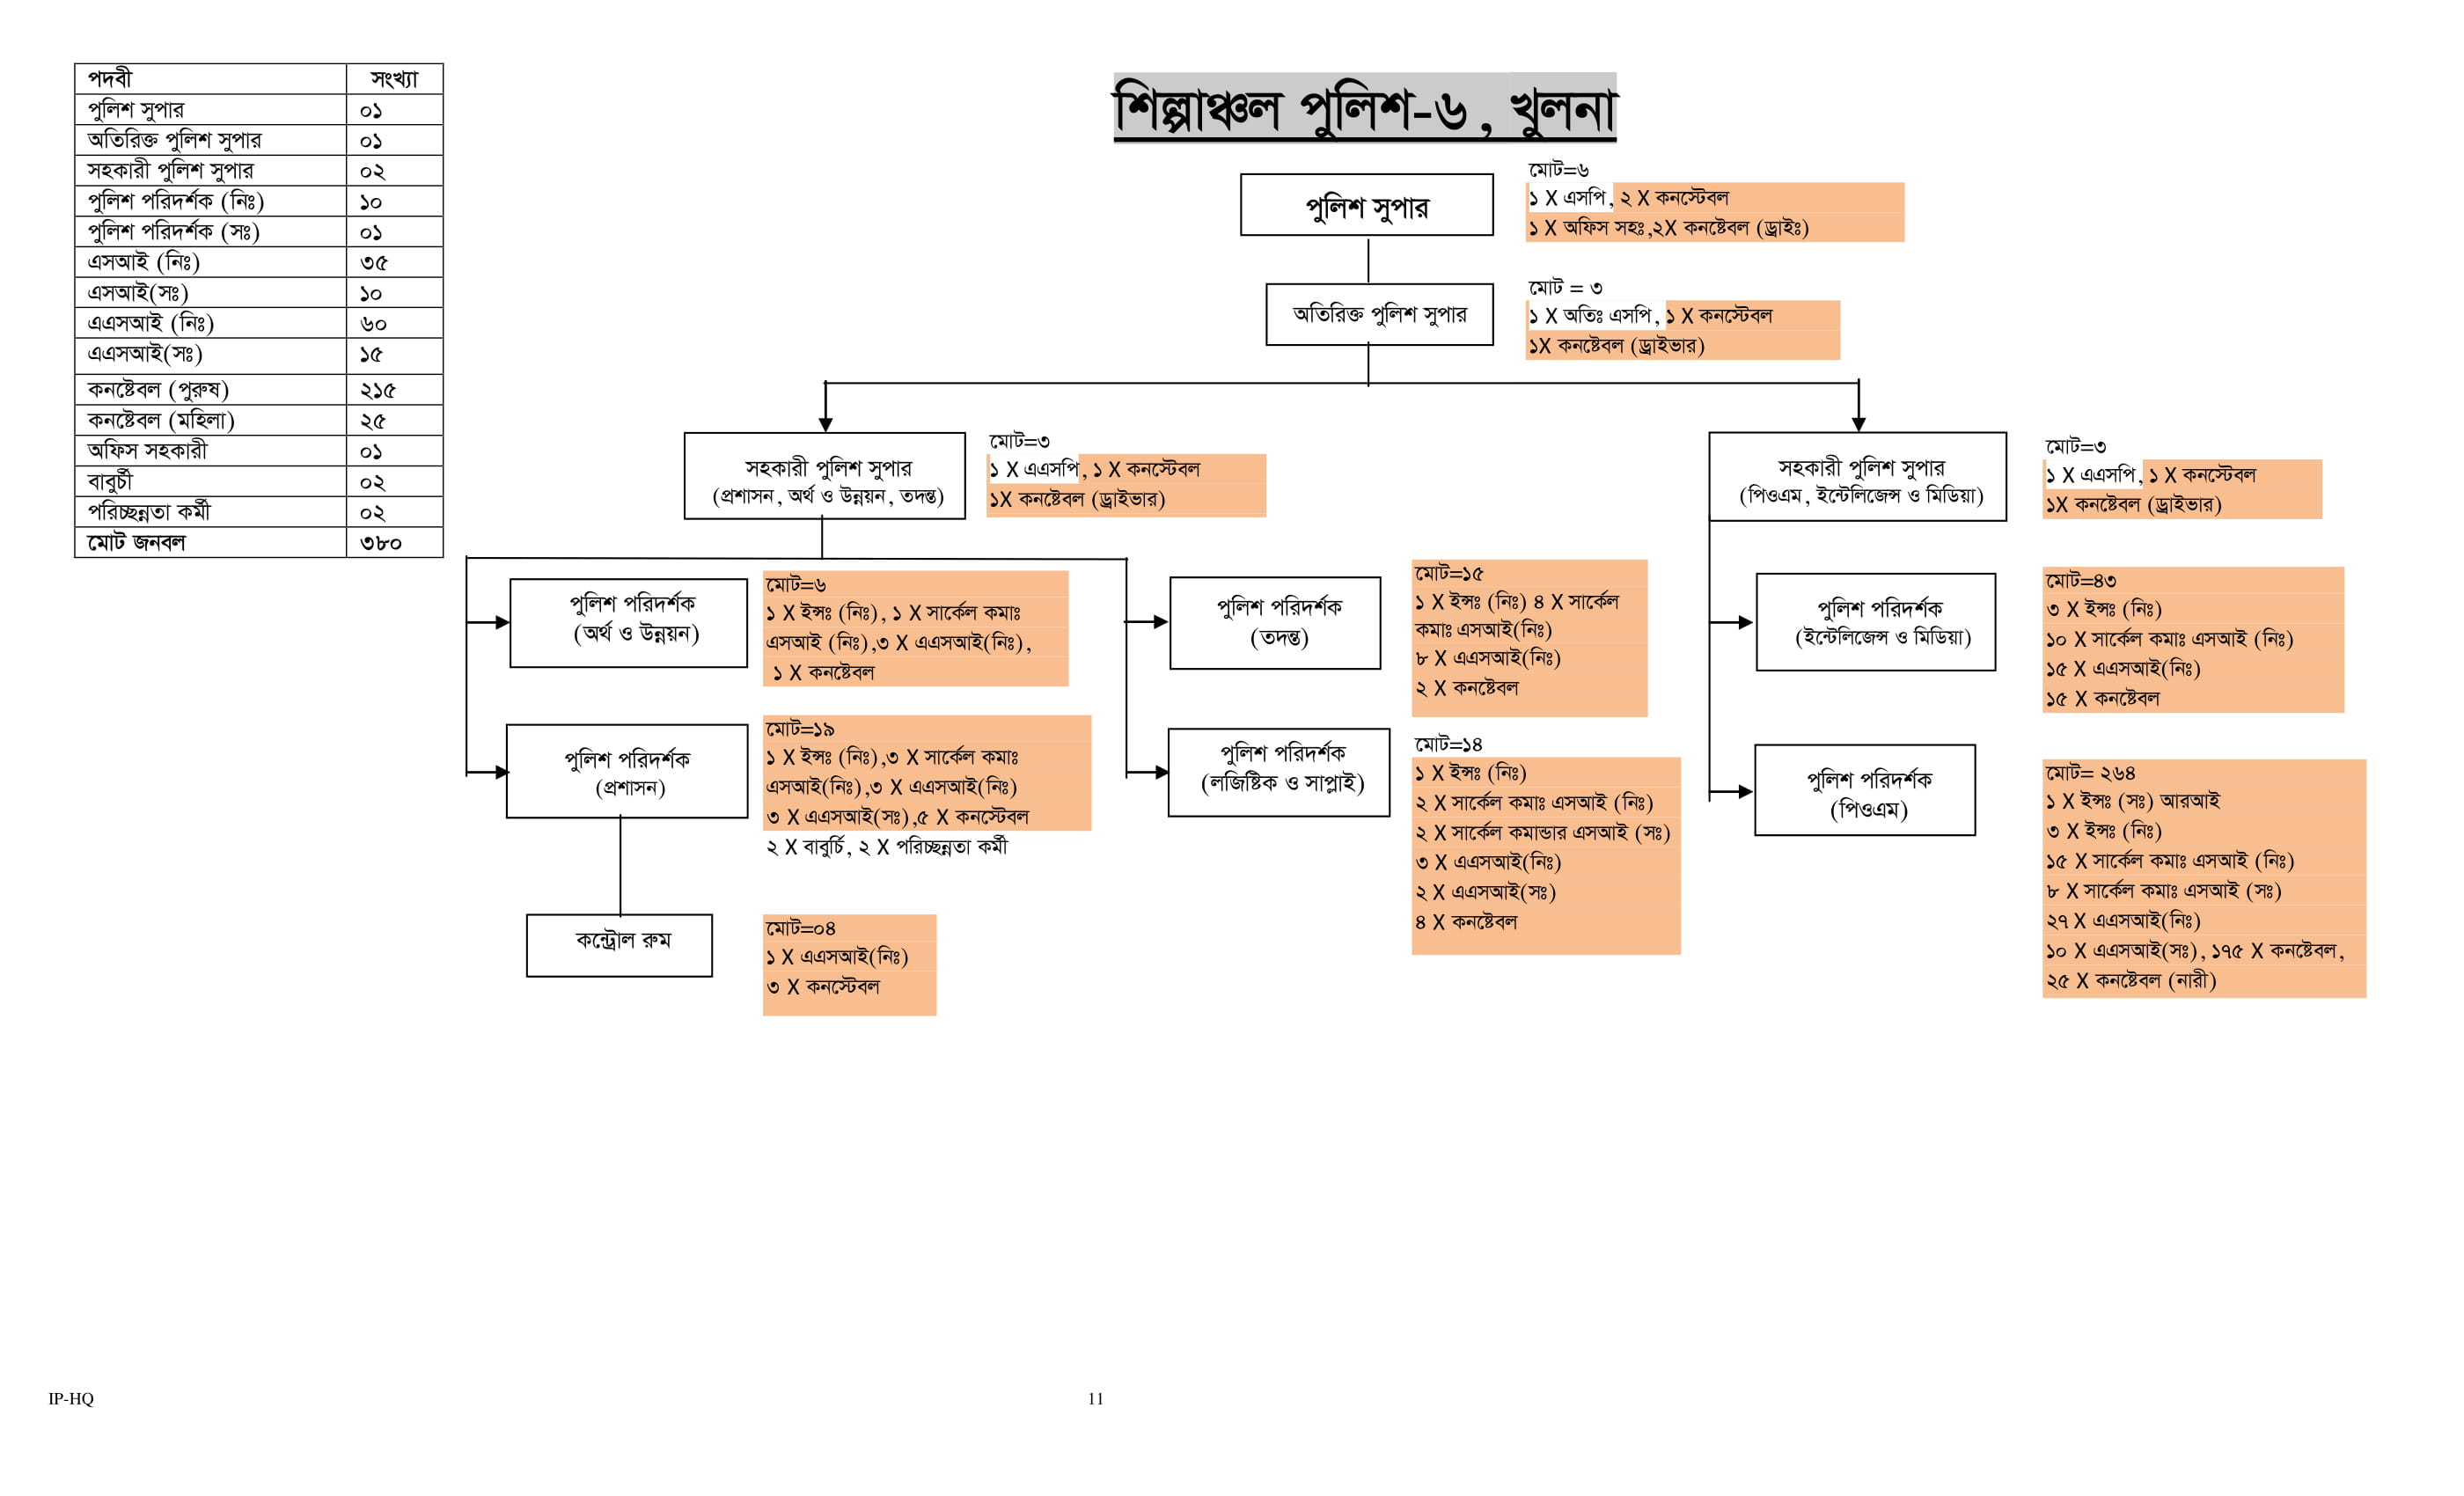 পদবী সংখ্যা
পুলিশ সুপার ০১
অতিরিক্ত পুলিশ সুপার ০১
সহকারী পুলিশ সুপার ০২
পুলিশ পরিদর্শক (নিঃ) ১০
পুলিশ পরিদর্শক (সঃ) ০১
এসআই (নিঃ) ৩৫
এসআই(সঃ) ১০
এএসআই (নিঃ) ৬০
এএসআই(সঃ) ১৫
কনষ্টেবল (পুরুষ) ২১৫
কনষ্টেবল (মহিলা) ২৫
অফিস সহকারী ০১
বাবুর্চী ০২
পরিচ্ছন্নতা কর্মী ০২
মোট জনবল ৩৮০
শিল্পাঞ্চল পুলিশ-৬, খুলনা
পুলিশ সুপার
মোট=৬
১ X এসপি, ২ X কনস্টেবল
১ X অফিস সহঃ,২X কনষ্টেবল (ড্রাইঃ)
অতিরিক্ত পুলিশ সুপার
মোট = ৩
১ X অতিঃ এসপি, ১ X কনস্টেবল
১X কনষ্টেবল (ড্রাইভার)
সহকারী পুলিশ সুপার
(প্রশাসন, অর্থ ও উন্নয়ন, তদন্ত)
মোট=৩
১ X এএসপি, ১ X কনস্টেবল
১X কনষ্টেবল (ড্রাইভার)
সহকারী পুলিশ সুপার
(পিওএম, ইন্টেলিজেন্স ও মিডিয়া)
মোট=৩
১ X এএসপি, ১ X কনস্টেবল
১X কনষ্টেবল (ড্রাইভার)
পুলিশ পরিদর্শক
(অর্থ ও উন্নয়ন)
মোট=৬
১ X ইন্সঃ (নিঃ), ১ X সার্কেল কমাঃ
এসআই (নিঃ),৩ X এএসআই(নিঃ),
১ X কনষ্টেবল
পুলিশ পরিদর্শক
(তদন্ত)
মোট=১৫
১ X ইন্সঃ (নিঃ) ৪ X সার্কেল
কমাঃ এসআই(নিঃ)
৮ X এএসআই(নিঃ)
২ X কনষ্টেবল
পুলিশ পরিদর্শক
(ইন্টেলিজেন্স ও মিডিয়া)
মোট=৪৩
৩ X ইন্সঃ (নিঃ)
১০ X সার্কেল কমাঃ এসআই (নিঃ)
১৫ X এএসআই(নিঃ)
১৫ X কনষ্টেবল
পুলিশ পরিদর্শক
(প্রশাসন)
মোট=১৯
১ X ইন্সঃ (নিঃ),৩ X সার্কেল কমাঃ
এসআই(নিঃ),৩ X এএসআই(নিঃ)
৩ X এএসআই(সঃ),৫ X কনস্টেবল
২ X বাবুর্চি, ২ X পরিচ্ছন্নতা কর্মী
পুলিশ পরিদর্শক
(লজিষ্টিক ও সাপ্লাই)
মোট=১৪
১ X ইন্সঃ (নিঃ)
২ X সার্কেল কমাঃ এসআই (নিঃ)
২ X সার্কেল কমান্ডার এসআই (সঃ)
৩ X এএসআই(নিঃ)
২ X এএসআই(সঃ)
৪ X কনষ্টেবল
পুলিশ পরিদর্শক
(পিওএম)
মোট= ২৬৪
১ X ইন্সঃ (সঃ) আরআই
৩ X ইন্সঃ (নিঃ)
১৫ X সার্কেল কমাঃ এসআই (নিঃ)
৮ X সার্কেল কমাঃ এসআই (সঃ)
২৭ X এএসআই(নিঃ)
১০ X এএসআই(সঃ), ১৭৫ X কনষ্টেবল,
২৫ X কনষ্টেবল (নারী)
কন্ট্রোল রুম
মোট=০৪
১ X এএসআই(নিঃ)
৩ X কনস্টেবল
IP-HQ 11